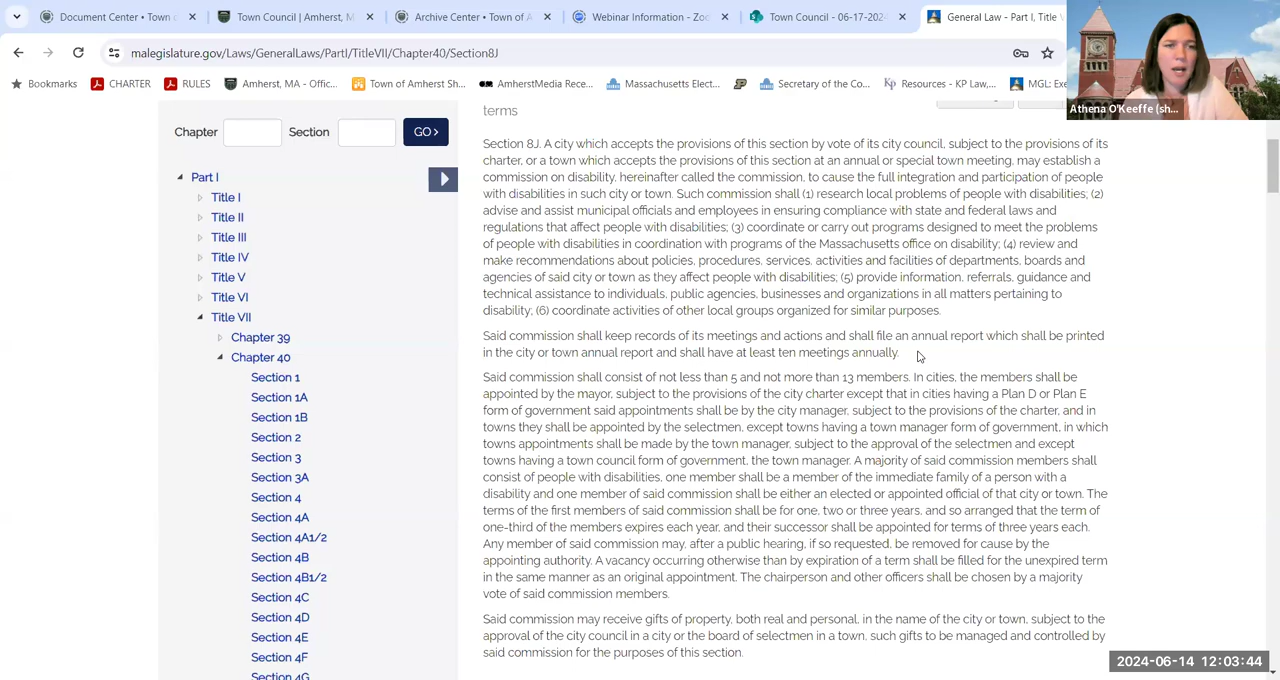 Document Center • Town o
Town Council | Amherst, M
Archive Center • Town of A
Webinar Information - Zoo
Town Council - 06-17-2024
General Law - Part I, Title
malegislature.gov/Laws/GeneralLaws/PartI/TitleVII/Chapter40/Sec
Bookmarks
CHARTER
RULES
Amherst, MA - Offic...
Resources - KP Law,...
MGL: Exe
Athena O'Keeffe (sh...
Chapter
Section
GO
Part I
Title I
Title II
Title III
Title IV
Title V
Title VI
Title VII
Chapter 39
Chapter 40
Section 1
Section 1A
Section 1B
Section 2
Section 3
Section 3A
Section 4
Section 4A
Section 4A1/2
Section 4B
Section 4B1/2
Section 4C
Section 4D
Section 4E
Section 4F
Section 4G
terms
Section 8J. A city which accepts the provisions of this section by vote of its city council, subject to the provisions of its
charter, or a town which accepts the provisions of this section at an annual or special town meeting, may establish a
commission on disability, hereinafter called the commission, to cause the full integration and participation of people
with disabilities in such city or town. Such commission shall (1) research local problems of people with disabilities; (2)
advise and assist municipal officials and employees in ensuring compliance with state and federal laws and
regulations that affect people with disabilities; (3) coordinate or carry out programs designed to meet the problems
of people with disabilities in coordination with programs of the Massachusetts office on disability; (4) review and
make recommendations about policies, procedures, services, activities and facilities of departments, boards and
agencies of said city or town as they affect people with disabilities; (5) provide information, referrals, guidance and
technical assistance to individuals, public agencies, businesses and organizations in all matters pertaining to
disability; (6) coordinate activities of other local groups organized for similar purposes.
Said commission shall keep records of its meetings and actions and shall file an annual report which shall be printed
in the city or town annual report and shall have at least ten meetings annually.
Said commission shall consist of not less than 5 and not more than 13 members. In cities, the members shall be
appointed by the mayor, subject to the provisions of the city charter except that in cities having a Plan D or Plan E
form of government said appointments shall be by the city manager, subject to the provisions of the charter, and in
towns they shall be appointed by the selectmen, except towns having a town manager form of government, in which
towns appointments shall be made by the town manager, subject to the approval of the selectmen and except
towns having a town council form of government, the town manager. A majority of said commission members shall
consist of people with disabilities, one member shall be a member of the immediate family of a person with a
disability and one member of said commission shall be either an elected or appointed official of that city or town. The
terms of the first members of said commission shall be for one, two or three years, and so arranged that the term of
one-third of the members expires each year, and their successor shall be appointed for terms of three years each.
Any member of said commission may, after a public hearing, if so requested, be removed for cause by the
appointing authority. A vacancy occurring otherwise than by expiration of a term shall be filled for the unexpired term
in the same manner as an original appointment. The chairperson and other officers shall be chosen by a majority
vote of said commission members.
Said commission may receive gifts of property, both real and personal, in the name of the city or town, subject to the
approval of the city council in a city or the board of selectmen in a town, such gifts to be managed and controlled by
said commission for the purposes of this section.
2024-06-14 12:03:44